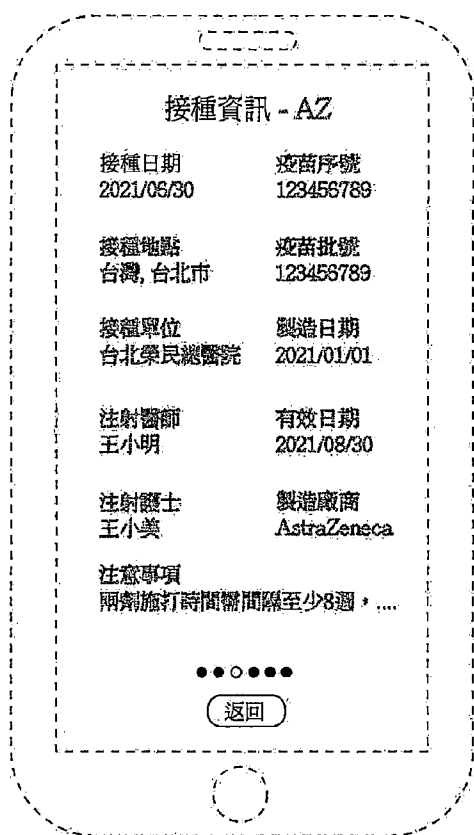 接種資訊 - AZ
接種日期 疫苗序號
2021/06/30 123456789
接種地點 疫苗批號
台灣, 台北市 123456789
接種單位 製造日期
台北榮民總醫院 2021/01/01
注射醫師 有效日期
王小明 2021/08/30
注射護士 製造廠商
王小美 AstraZeneca
注意事項
兩劑施打時間需間隔至少8週，....
返回